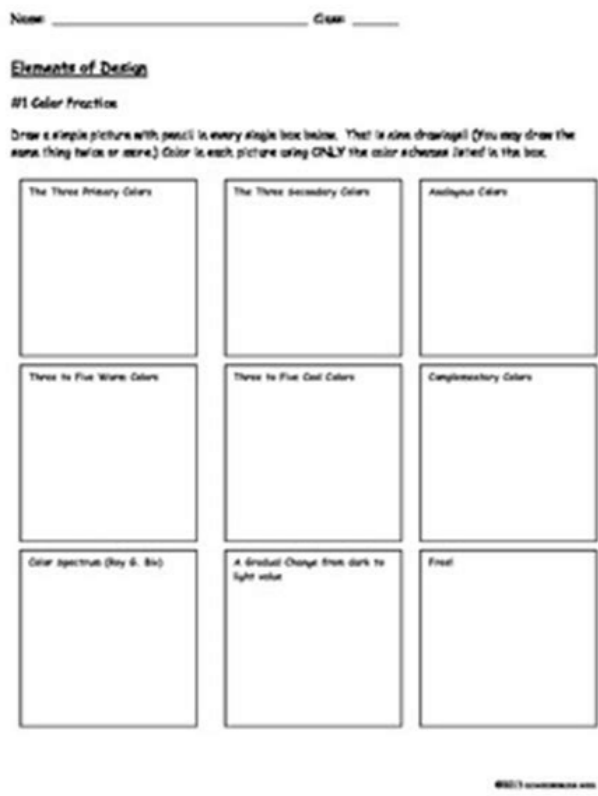 Name: Class:
Elements of Design
#1 Color Practice
Draw a simple picture with pencil in every single box below. That is nine drawings! (You may draw the
same thing twice or more.) Color in each picture using ONLY the color schemes listed in the box.
The Three Primary Colors
The Three Secondary Colors
Analogous Colors
Three to Five Warm Colors
Three to Five Cool Colors
Complementary Colors
Color Spectrum (Roy G. Biv)
A Gradual Change from dark to
light value
Free!